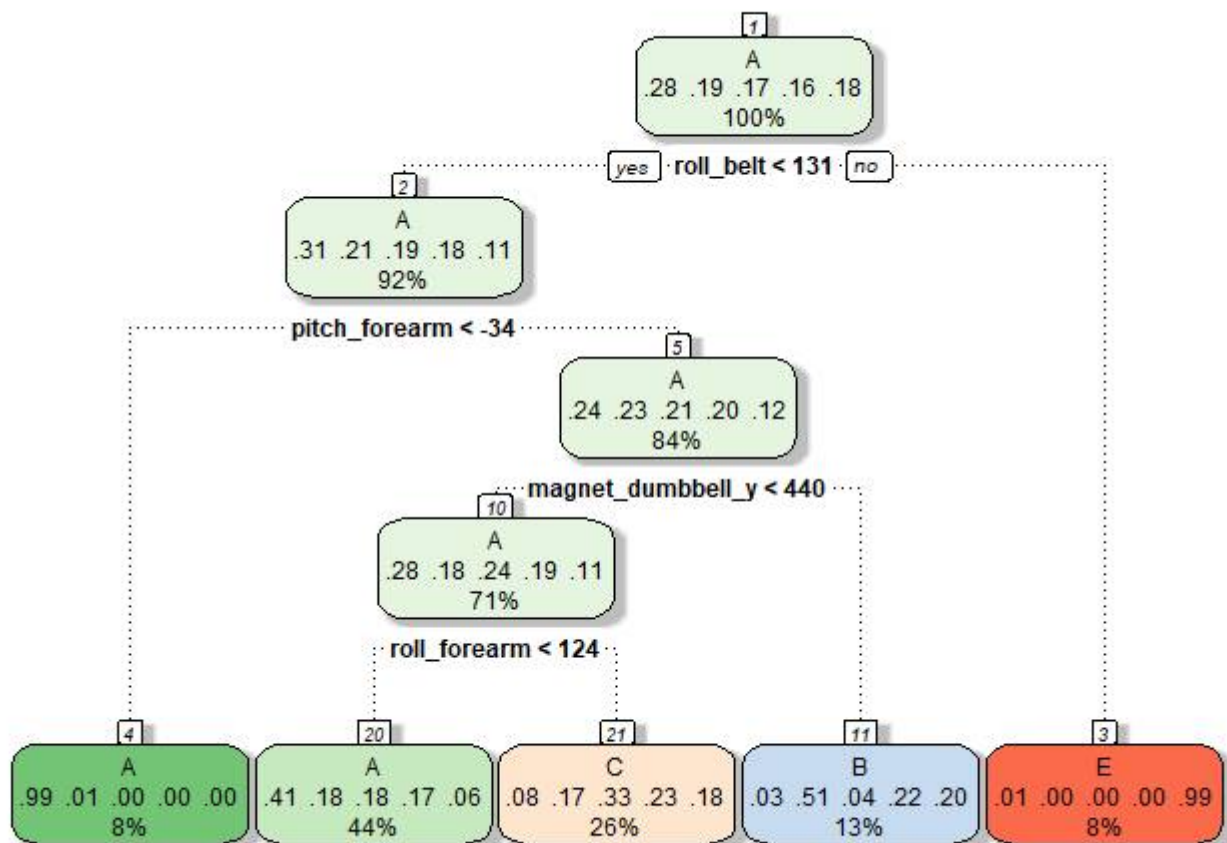 1
A
.28 .19 .17 .16 .18
100%
yes roll_belt < 131 no
2
A
.31 .21 .19 .18 .11
92%
pitch_forearm < -34
5
A
.24 .23 .21 .20 .12
84%
magnet_dumbbell_y < 440
10
A
.28 .18 .24 .19 .11
71%
roll_forearm < 124
4
A
.99 .01 .00 .00 .00
8%
20
A
.41 .18 .18 .17 .06
44%
21
C
.08 .17 .33 .23 .18
26%
11
B
.03 .51 .04 .22 .20
13%
3
E
.01 .00 .00 .00 .99
8%